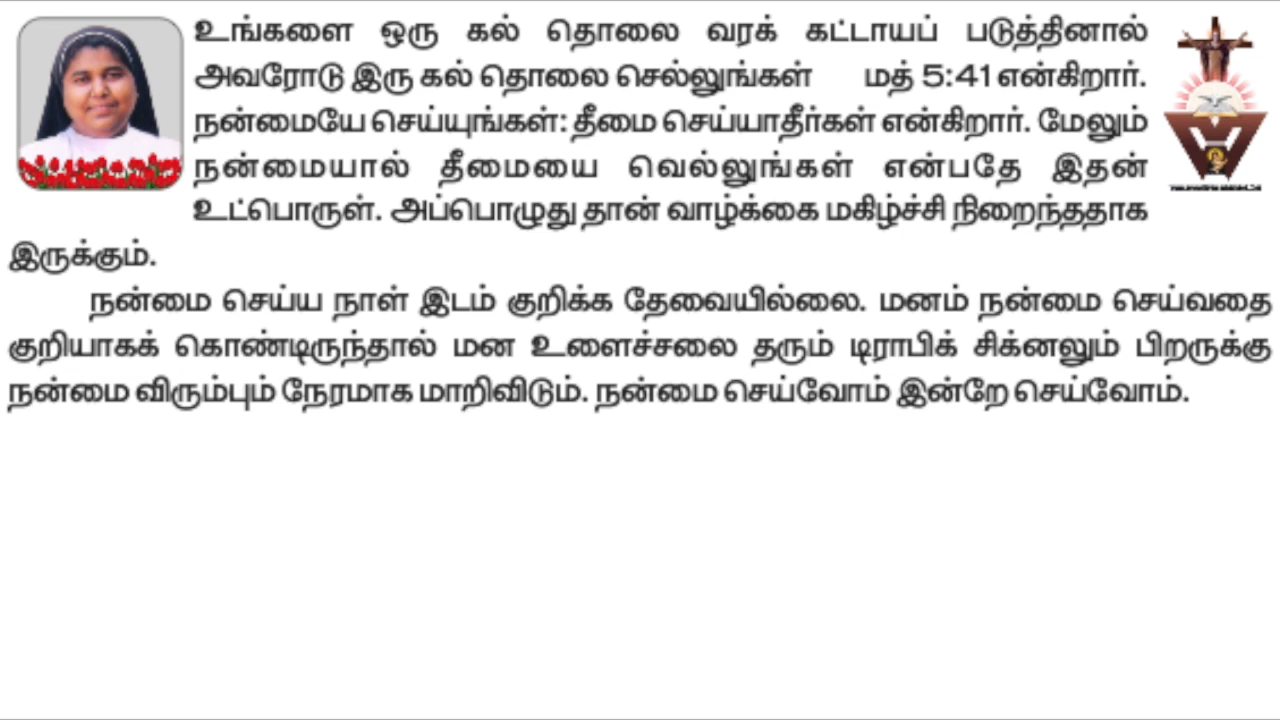 உங்களை ஒரு கல் தொலை வரக் கட்டாயப் படுத்தினால்
அவரோடு இரு கல் தொலை செல்லுங்கள் மத் 5:41 என்கிறார்.
நன்மையே செய்யுங்கள்: தீமை செய்யாதீர்கள் என்கிறார். மேலும்
நன்மையால் தீமையை வெல்லுங்கள் என்பதே இதன்
உட்பொருள். அப்பொழுது தான் வாழ்க்கை மகிழ்ச்சி நிறைந்ததாக
இருக்கும்.
நன்மை செய்ய நாள் இடம் குறிக்க தேவையில்லை. மனம் நன்மை செய்வதை
குறியாகக் கொண்டிருந்தால் மன உளைச்சலை தரும் டிராபிக் சிக்னலும் பிறருக்கு
நன்மை விரும்பும் நேரமாக மாறிவிடும். நன்மை செய்வோம் இன்றே செய்வோம்.